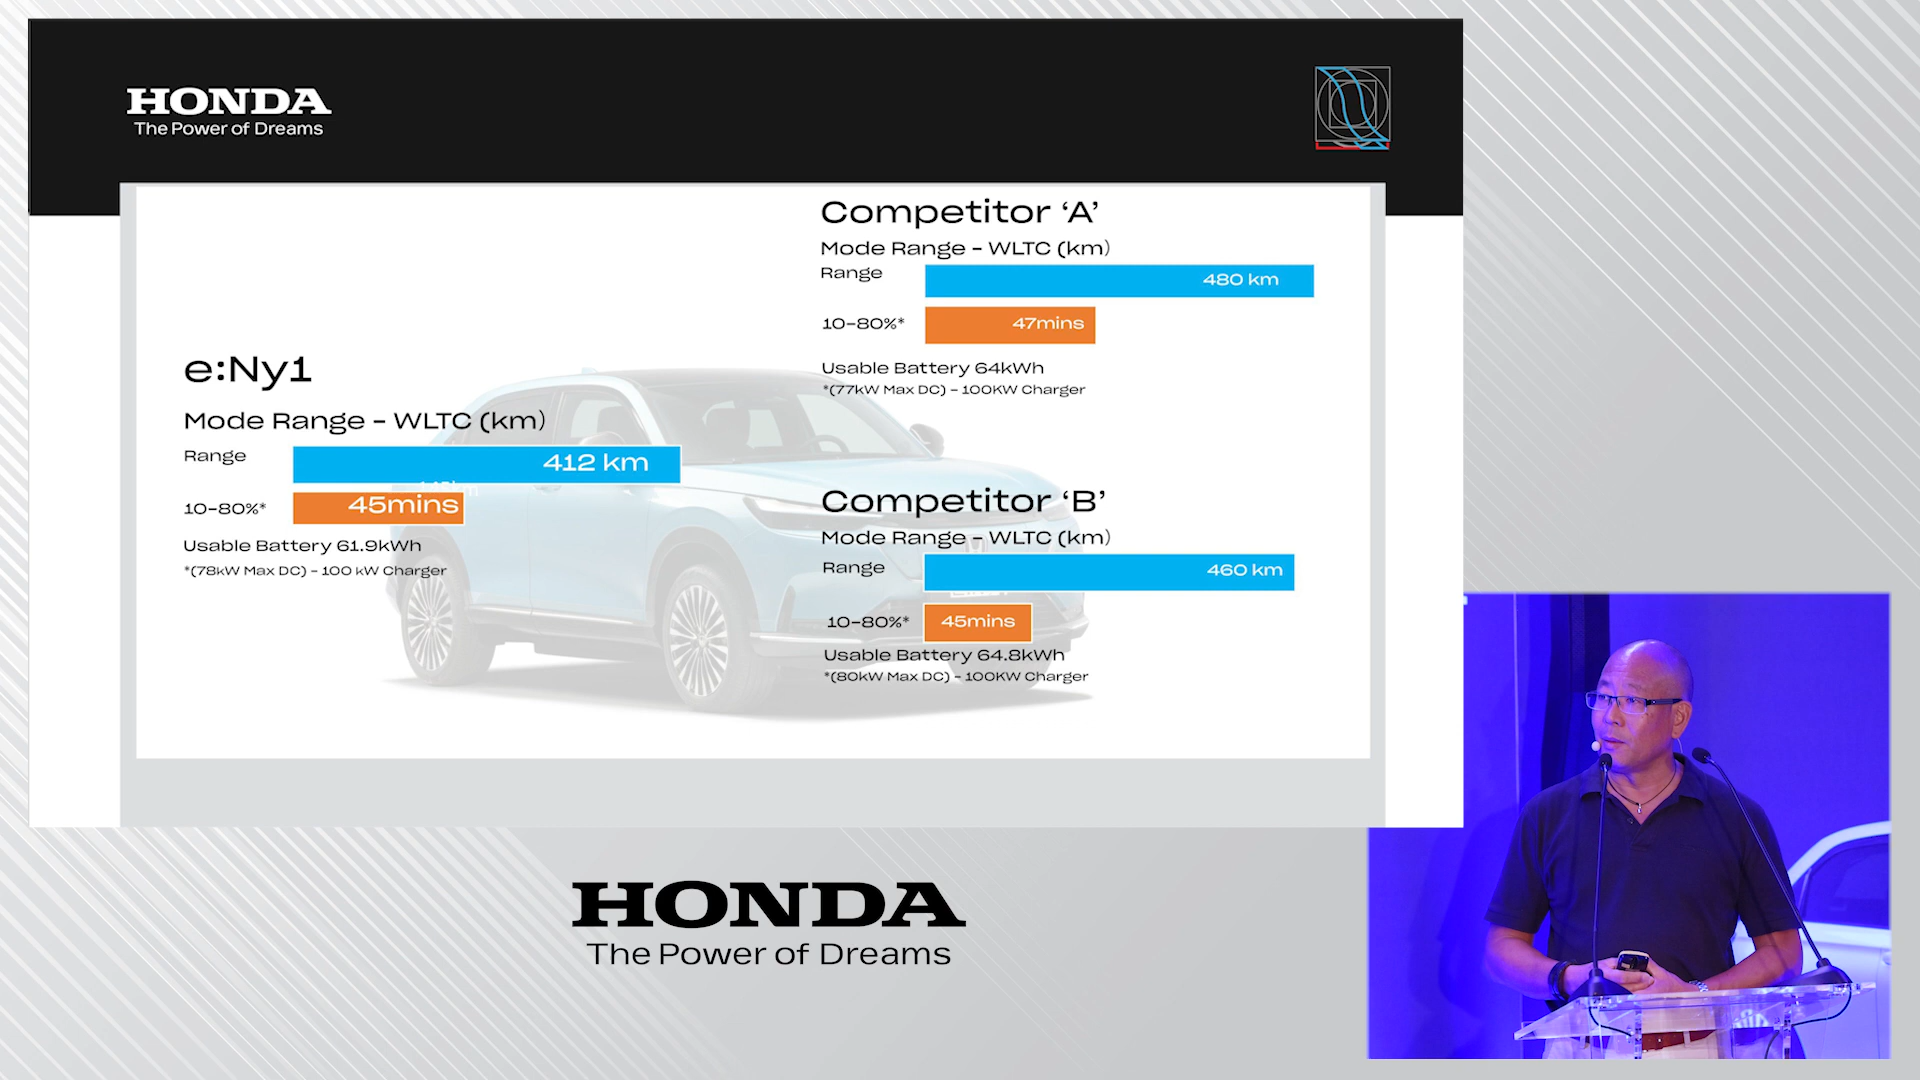 HONDA
The Power of Dreams
e:Ny1
Mode Range - WLTC (km)
Range
412 km
10-80%*
45mins
Usable Battery 61.9kWh
*(78kW Max DC) - 100 kW Charger
Competitor ‘A’
Mode Range - WLTC (km)
Range
480 km
10-80%*
47mins
Usable Battery 64kWh
*(77kW Max DC) - 100KW Charger
Competitor ‘B’
Mode Range - WLTC (km)
Range
460 km
10-80%*
45mins
Usable Battery 64.8kWh
*(80kW Max DC) - 100KW Charger
HONDA
The Power of Dreams